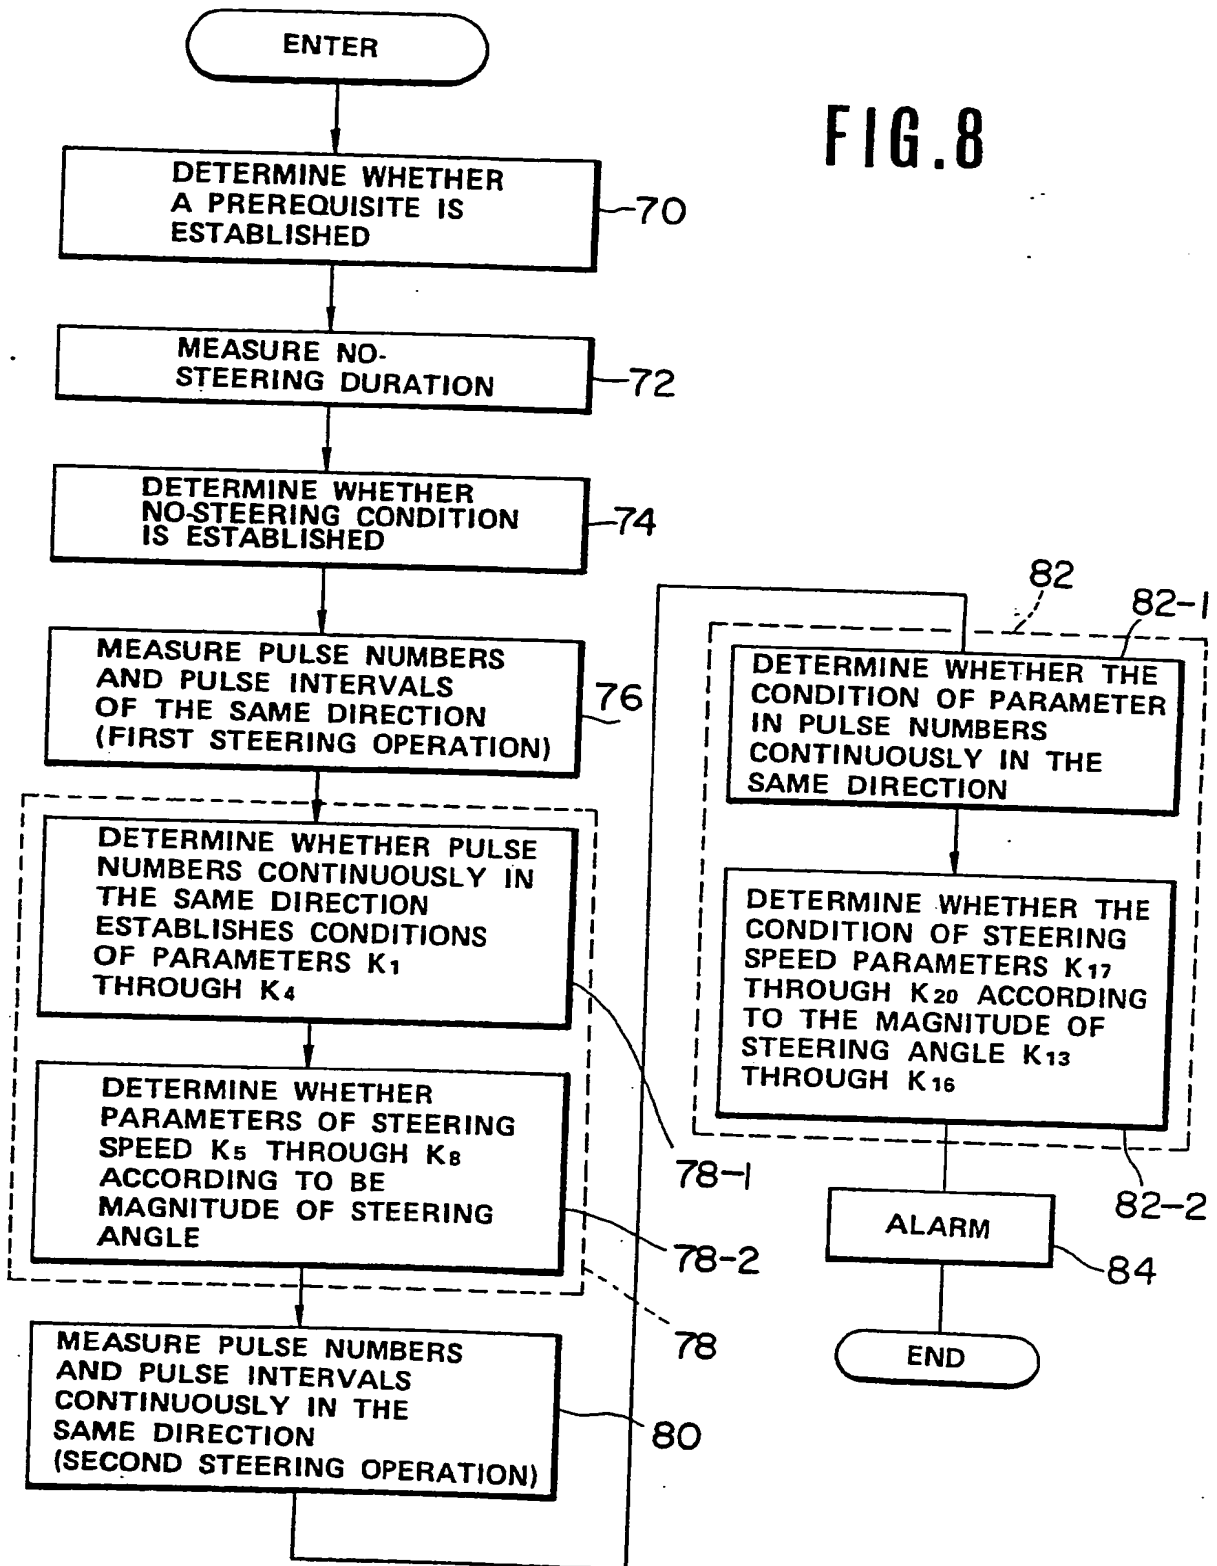 FIG.8
ENTER
DETERMINE WHETHER
A PREREQUISITE IS
ESTABLISHED
70
MEASURE NO-
STEERING DURATION
72
DETERMINE WHETHER
NO-STEERING CONDITION
IS ESTABLISHED
74
MEASURE PULSE NUMBERS
AND PULSE INTERVALS
OF THE SAME DIRECTION
(FIRST STEERING OPERATION)
76
DETERMINE WHETHER PULSE
NUMBERS CONTINUOUSLY IN
THE SAME DIRECTION
ESTABLISHES CONDITIONS
OF PARAMETERS K1
THROUGH K4
78-1
DETERMINE WHETHER
PARAMETERS OF STEERING
SPEED K5 THROUGH K8
ACCORDING TO BE
MAGNITUDE OF STEERING
ANGLE
78-2
78
MEASURE PULSE NUMBERS
AND PULSE INTERVALS
CONTINUOUSLY IN THE
SAME DIRECTION
(SECOND STEERING OPERATION)
80
82
82-1
DETERMINE WHETHER THE
CONDITION OF PARAMETER
IN PULSE NUMBERS
CONTINUOUSLY IN THE
SAME DIRECTION
DETERMINE WHETHER THE
CONDITION OF STEERING
SPEED PARAMETERS K17
THROUGH K20 ACCORDING
TO THE MAGNITUDE OF
STEERING ANGLE K13
THROUGH K16
82-2
ALARM
84
END